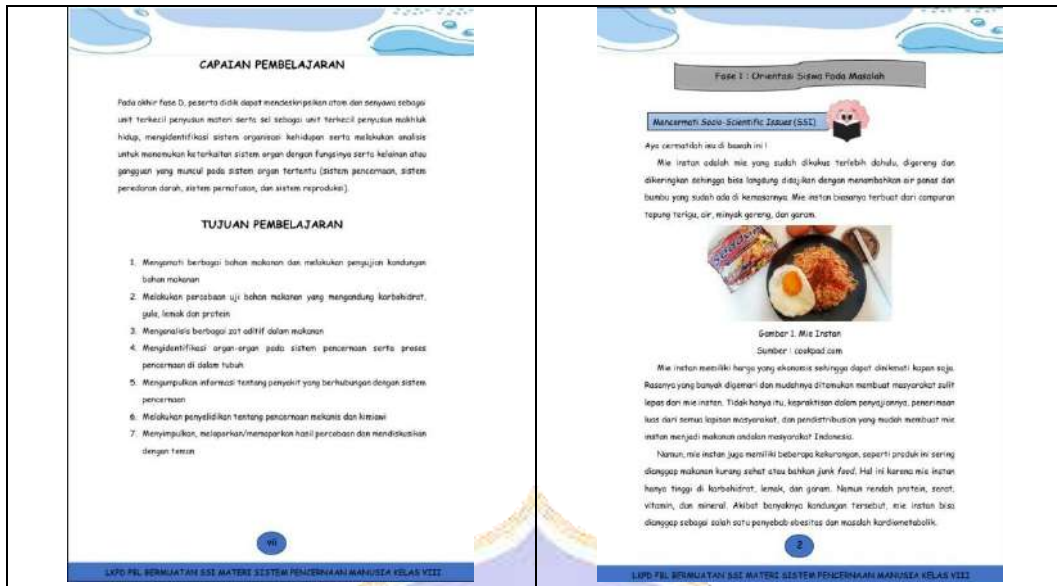 CAPAIAN PEMBELAJARAN
Pada akhir fase D, peserta didik dapat mendeskripsikan atom dan senyawa sebagai
unit terkecil penyusun materi serta sel sebagai unit terkecil penyusun makhluk
hidup, mengidentifikasi sistem organisasi kehidupan serta melakukan analisis
untuk menemukan keterkaitan sistem organ dengan fungsinya serta kelainan atau
gangguan yang muncul pada sistem organ tertentu (sistem pencernaan, sistem
peredaran darah, sistem pernafasan, dan sistem reproduksi).
TUJUAN PEMBELAJARAN
1. Mengamati berbagai bahan makanan dan melakukan pengujian kandungan
bahan makanan
2. Melakukan percobaan uji bahan makanan yang mengandung karbohidrat,
gula, lemak dan protein
3. Menganalisis berbagai zat aditif dalam makanan
4. Mengidentifikasi organ-organ pada sistem pencernaan serta proses
pencernaan di dalam tubuh
5. Mengumpulkan informasi tentang penyakit yang berhubungan dengan sistem
pencernaan
6. Melakukan penyelidikan tentang pencernaan mekanis dan kimiawi
7. Menyimpulkan, melaporkan/memaparkan hasil percobaan dan mendiskusikan
dengan teman
vii
LKPD PBL BERMUATAN SSI MATERI SISTEM PENCERNAAN MANUSIA KELAS VIII
Fase 1 : Orientasi Siswa Pada Masalah
Mencermati Socio-Scientific Issues (SSI)
Ayo cermatilah isu di bawah ini !
Mie instan adalah mie yang sudah dikukus terlebih dahulu, digoreng dan
dikeringkan sehingga bisa langsung disajikan dengan menambahkan air panas dan
bumbu yang sudah ada di kemasannya. Mie instan biasanya terbuat dari campuran
tepung terigu, air, minyak goreng, dan garam.
Gambar 1. Mie Instan
Sumber : cookpad.com
Mie instan memiliki harga yang ekonomis sehingga dapat dinikmati kapan saja.
Rasanya yang banyak digemari dan mudahnya ditemukan membuat masyarakat sulit
lepas dari mie instan. Tidak hanya itu, kepraktisan dalam penyajiannya, penerimaan
luas dari semua lapisan masyarakat, dan pendistribusian yang mudah membuat mie
instan menjadi makanan andalan masyarakat Indonesia.
Namun, mie instan juga memiliki beberapa kekurangan, seperti produk ini sering
dianggap makanan kurang sehat atau bahkan junk food. Hal ini karena mie instan
hanya tinggi di karbohidrat, lemak, dan garam. Namun rendah protein, serat,
vitamin, dan mineral. Akibat banyaknya kandungan tersebut, mie instan bisa
dianggap sebagai salah satu penyebab obesitas dan masalah kardiometabolik.
2
LKPD PBL BERMUATAN SSI MATERI SISTEM PENCERNAAN MANUSIA KELAS VIII